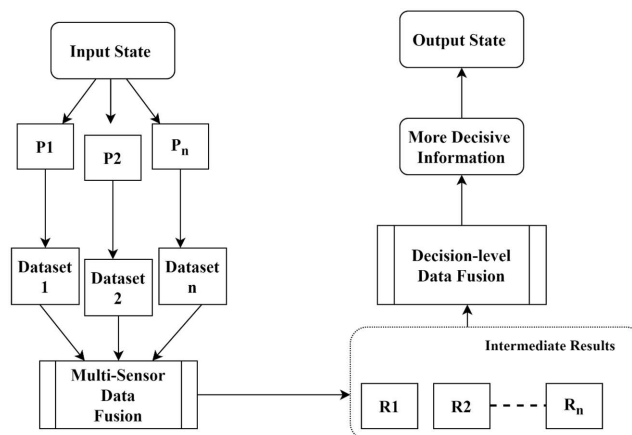 Input State
P1
P2
Pn
Dataset
1
Dataset
2
Dataset
n
Multi-Sensor
Data
Fusion
Output State
More Decisive
Information
Decision-level
Data Fusion
Intermediate Results
R1
R2
Rn